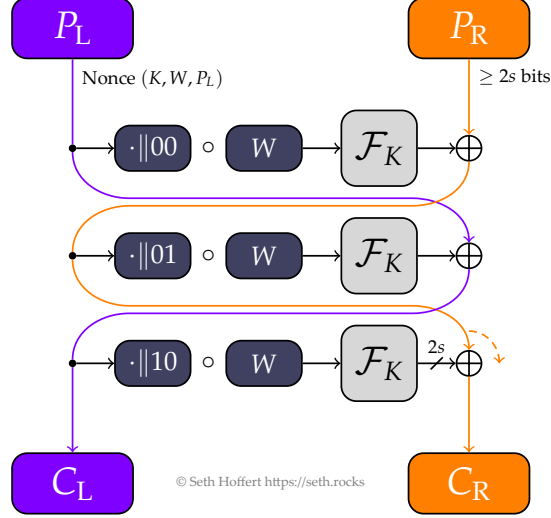 P_L P_R
Nonce (K, W, P_L) ≥ 2s bits
·‖00 ∘ W F_K
·‖01 ∘ W F_K
·‖10 ∘ W F_K 2s
C_L C_R
© Seth Hoffert https://seth.rocks